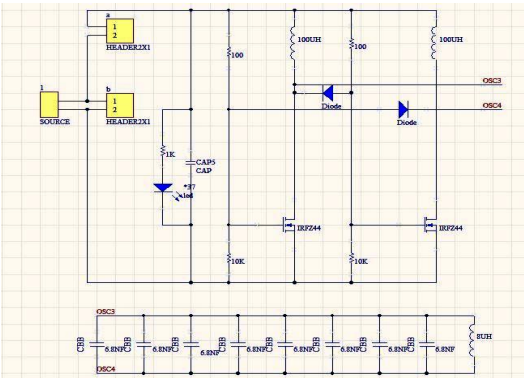 a
1
2
HEADER2X1
1
SOURCE
b
1
2
HEADER2X1
1K
*37
led
CAP5
CAP
100
100UH
100
100UH
Diode
Diode
OSC3
OSC4
IRFZ44
IRFZ44
10K
10K
OSC3
CBB
6.8NF
CBB
6.8NF
CBB
6.8NF
CBB
6.8NF
CBB
6.8NF
CBB
6.8NF
CBB
6.8NF
CBB
6.8NF
8UH
OSC4